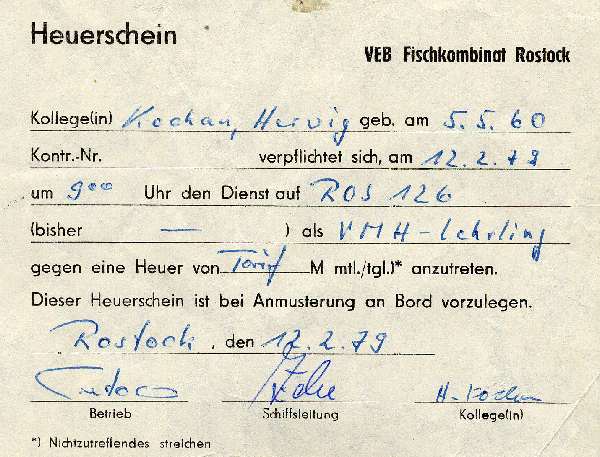 Heuerschein
VEB Fischkombinat Rostock
Kollege(in) Kochan, Herwig geb. am 5.5.60
Kontr.-Nr. verpflichtet sich, am 12.2.79
um 9⁰⁰ Uhr den Dienst auf ROS 126
(bisher — ) als VMH-Lehrling
gegen eine Heuer von Tarif M mtl./tgl.)* anzutreten.
Dieser Heuerschein ist bei Anmusterung an Bord vorzulegen.
Rostock, den 12.2.79
H. Kochan
Betrieb Schiffsleitung Kollege(in)
*) Nichtzutreffendes streichen